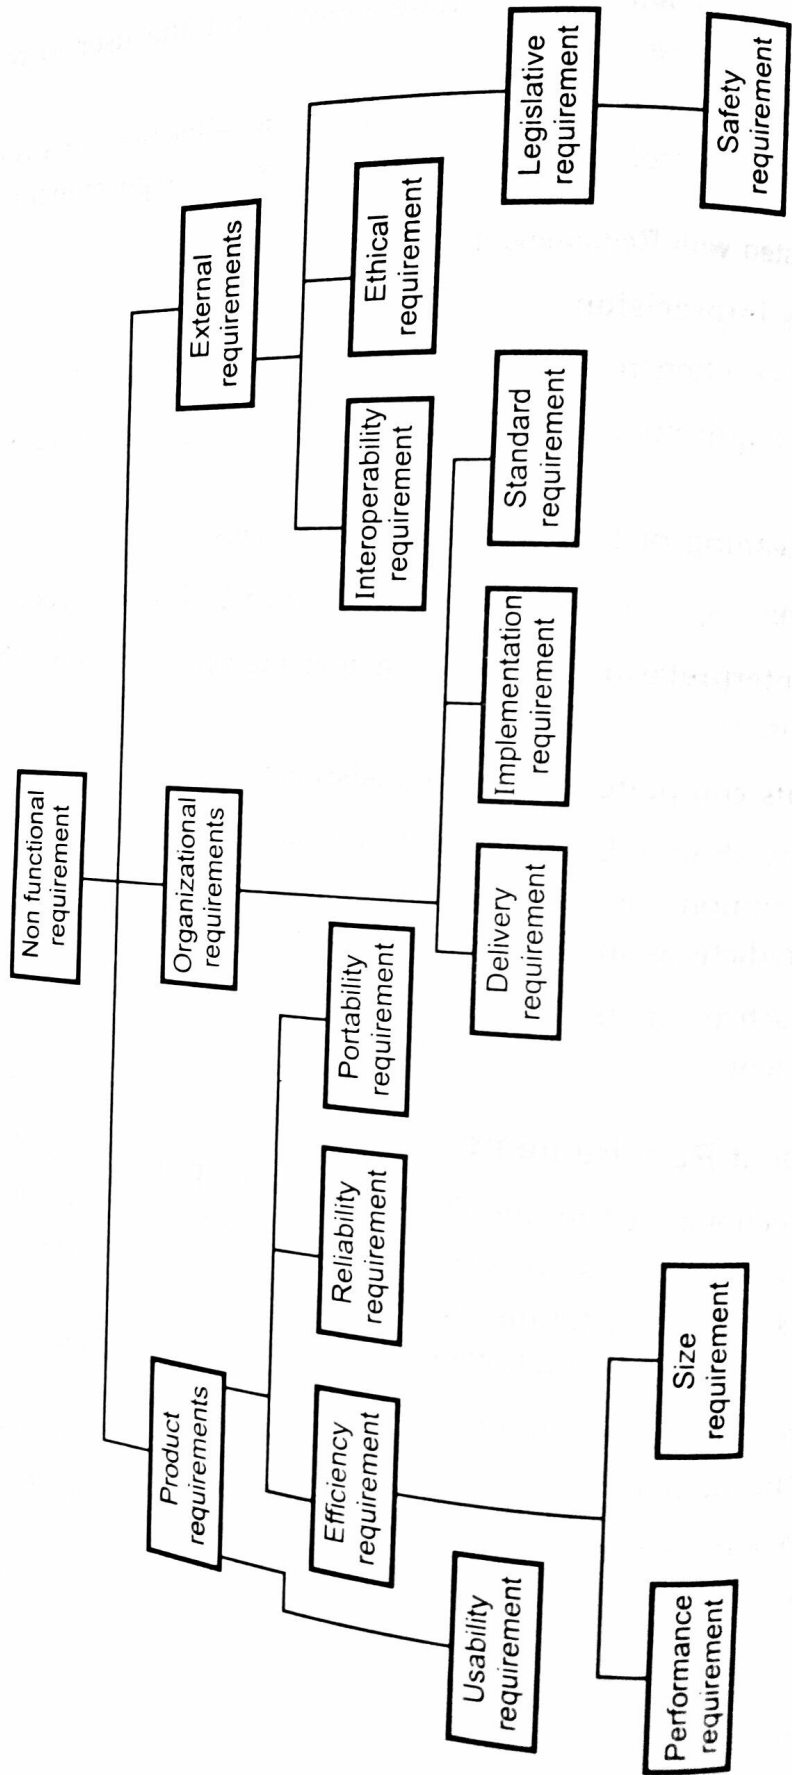 Non functional
requirement
Product
requirements
Organizational
requirements
External
requirements
Usability
requirement
Efficiency
requirement
Reliability
requirement
Portability
requirement
Delivery
requirement
Implementation
requirement
Standard
requirement
Interoperability
requirement
Ethical
requirement
Legislative
requirement
Performance
requirement
Size
requirement
Safety
requirement